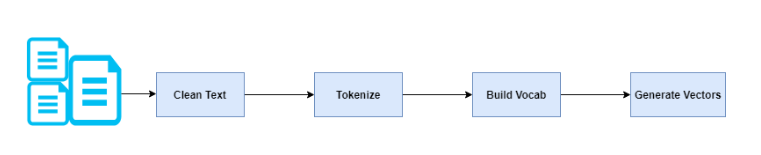 Clean Text
Tokenize
Build Vocab
Generate Vectors